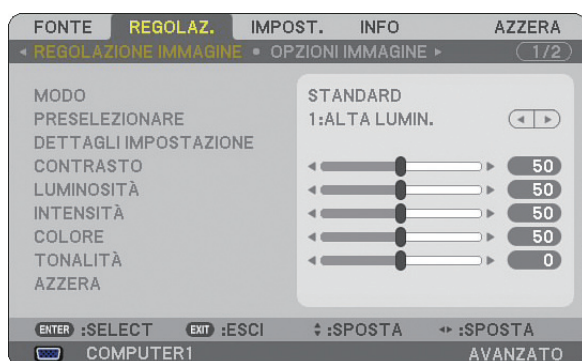 FONTE REGOLAZ. IMPOST. INFO AZZERA
REGOLAZIONE IMMAGINE OPZIONI IMMAGINE 1/2
MODO STANDARD
PRESELEZIONARE 1:ALTA LUMIN.
DETTAGLI IMPOSTAZIONE
CONTRASTO 50
LUMINOSITÀ 50
INTENSITÀ 50
COLORE 50
TONALITÀ 0
AZZERA
ENTER :SELECT EXIT :ESCI :SPOSTA :SPOSTA
COMPUTER1 AVANZATO